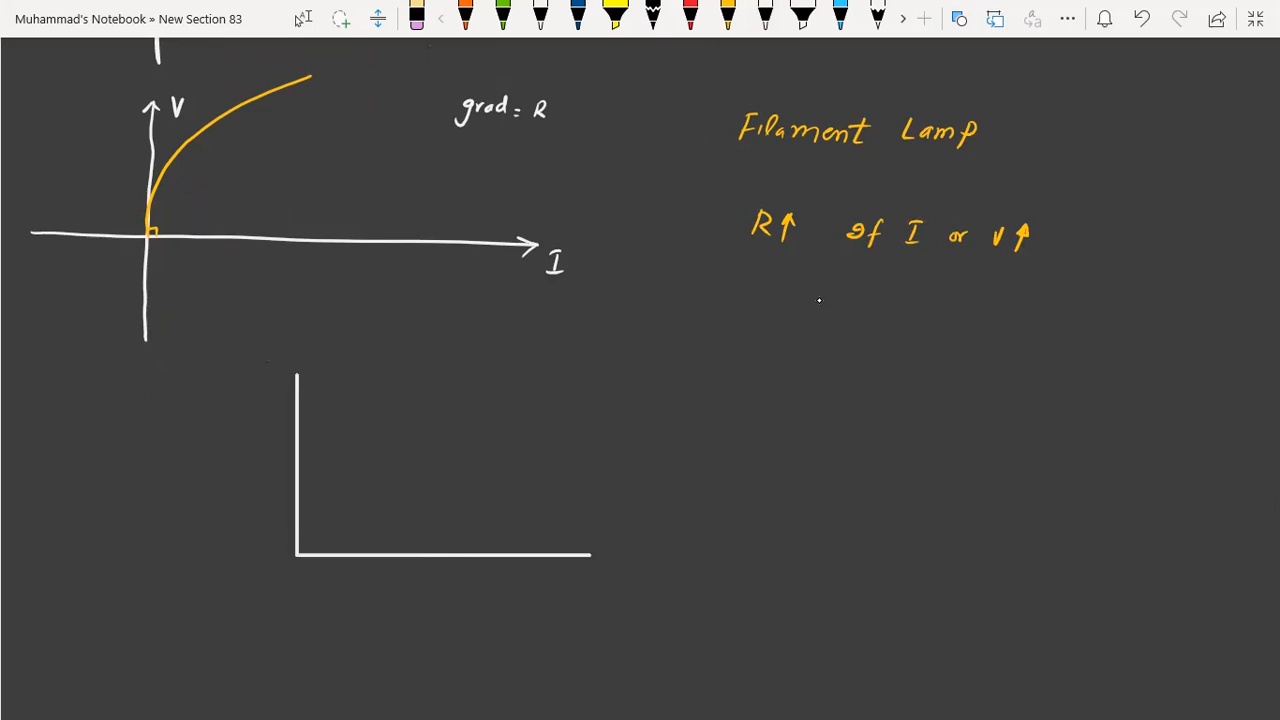 Muhammad's Notebook » New Section 83
V
grad = R
I
Filament Lamp
R↑ If I or V↑